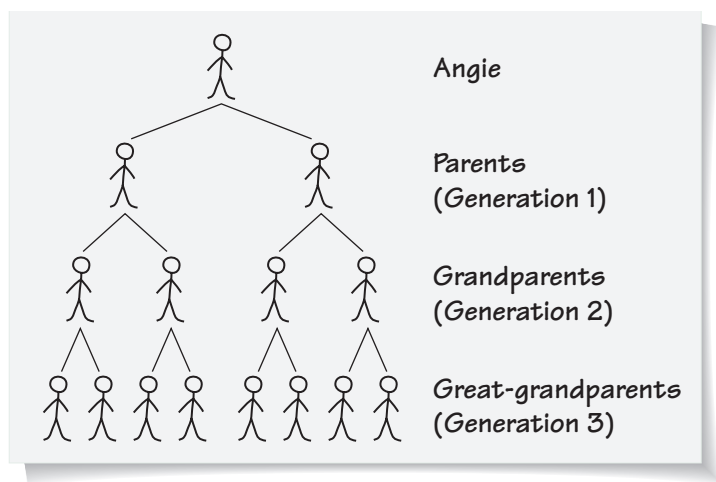 Angie
Parents
(Generation 1)
Grandparents
(Generation 2)
Great-grandparents
(Generation 3)